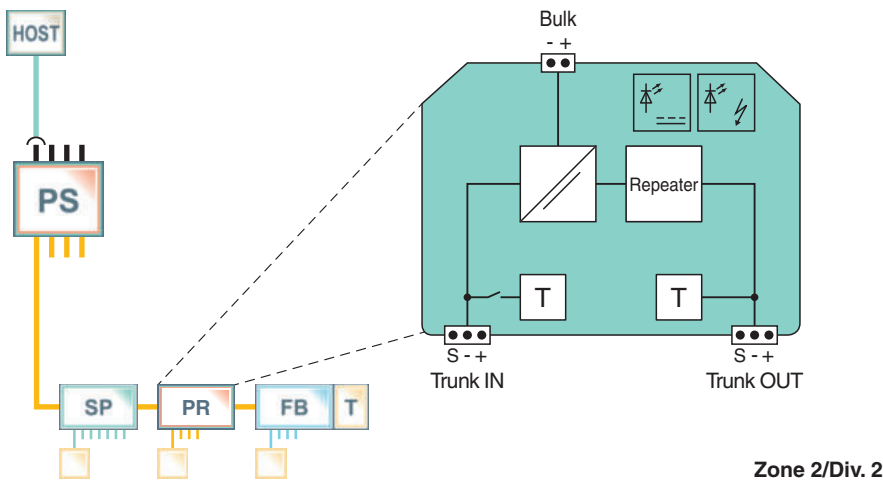 HOST
PS
SP
PR
FB
T
Bulk
- +
Repeater
T
T
S - +
S - +
Trunk IN
Trunk OUT
Zone 2/Div. 2